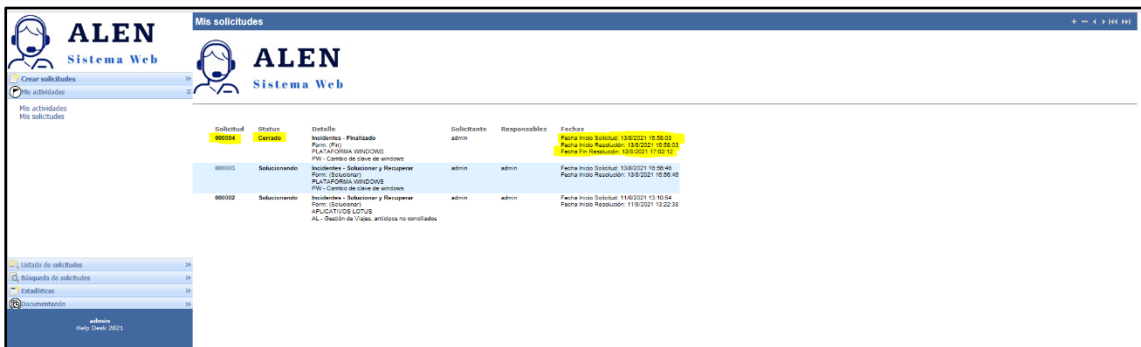 ALEN
Sistema Web
Crear solicitudes
Mis actividades
Mis actividades
Mis solicitudes
Listado de solicitudes
Búsqueda de solicitudes
Estadísticas
Documentación
admin
Help Desk 2021
Mis solicitudes
ALEN
Sistema Web
Solicitud Status Detalle Solicitante Responsables Fechas
000004 Cerrado Incidentes - Finalizado admin Fecha Inicio Solicitud: 13/8/2021 16:58:03
Form: (Fin) Fecha Inicio Resolución: 13/8/2021 16:58:03
PLATAFORMA WINDOWS Fecha Fin Resolución: 13/8/2021 17:02:12
PW - Cambio de clave de windows
000003 Solucionando Incidentes - Solucionar y Recuperar admin admin Fecha Inicio Solicitud: 13/8/2021 16:56:46
Form: (Solucionar) Fecha Inicio Resolución: 13/8/2021 16:56:46
PLATAFORMA WINDOWS
PW - Cambio de clave de windows
000002 Solucionando Incidentes - Solucionar y Recuperar admin admin Fecha Inicio Solicitud: 11/8/2021 13:10:54
Form: (Solucionar) Fecha Inicio Resolución: 11/8/2021 13:22:38
APLICATIVOS LOTUS
AL - Gestión de Viajes, anticipos no conciliados